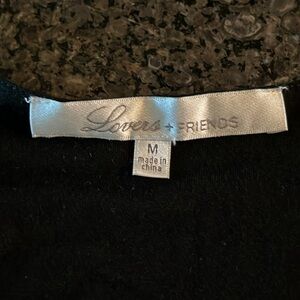 Lovers + FRIENDS
M
made in
china